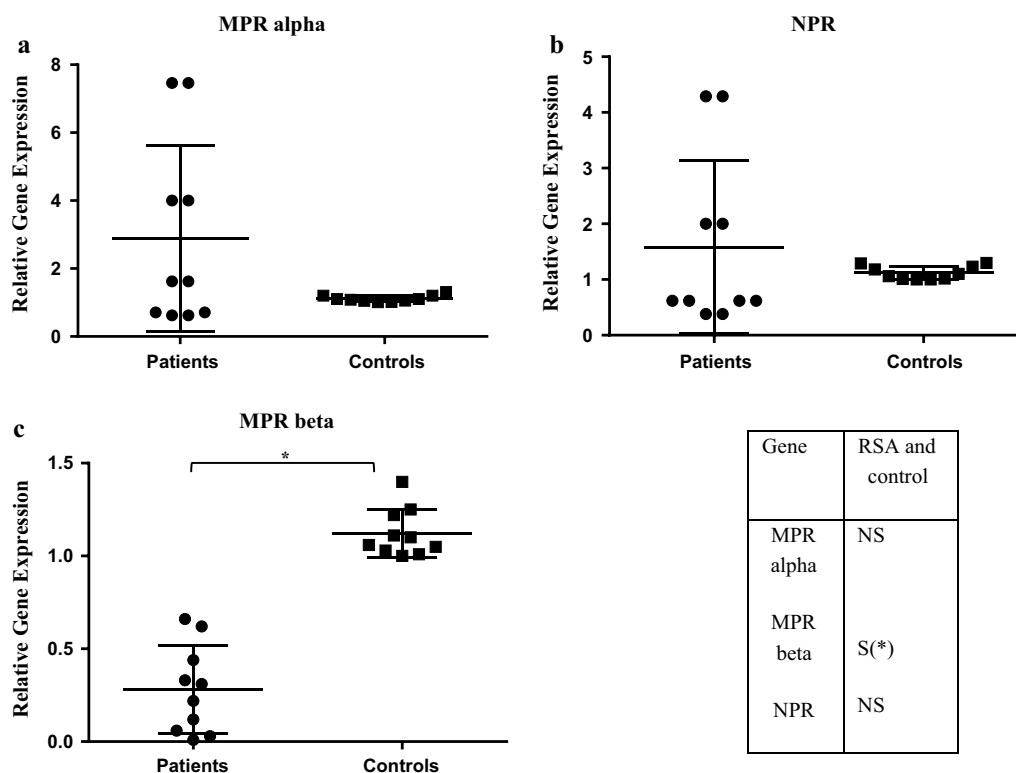 MPR alpha
a
Relative Gene Expression
8
6
4
2
0
Patients
Controls
NPR
b
Relative Gene Expression
5
4
3
2
1
0
Patients
Controls
MPR beta
c
Relative Gene Expression
1.5
1.0
0.5
0.0
*
Patients
Controls
Gene
RSA and
control
MPR
alpha
NS
MPR
beta
S(*)
NPR
NS